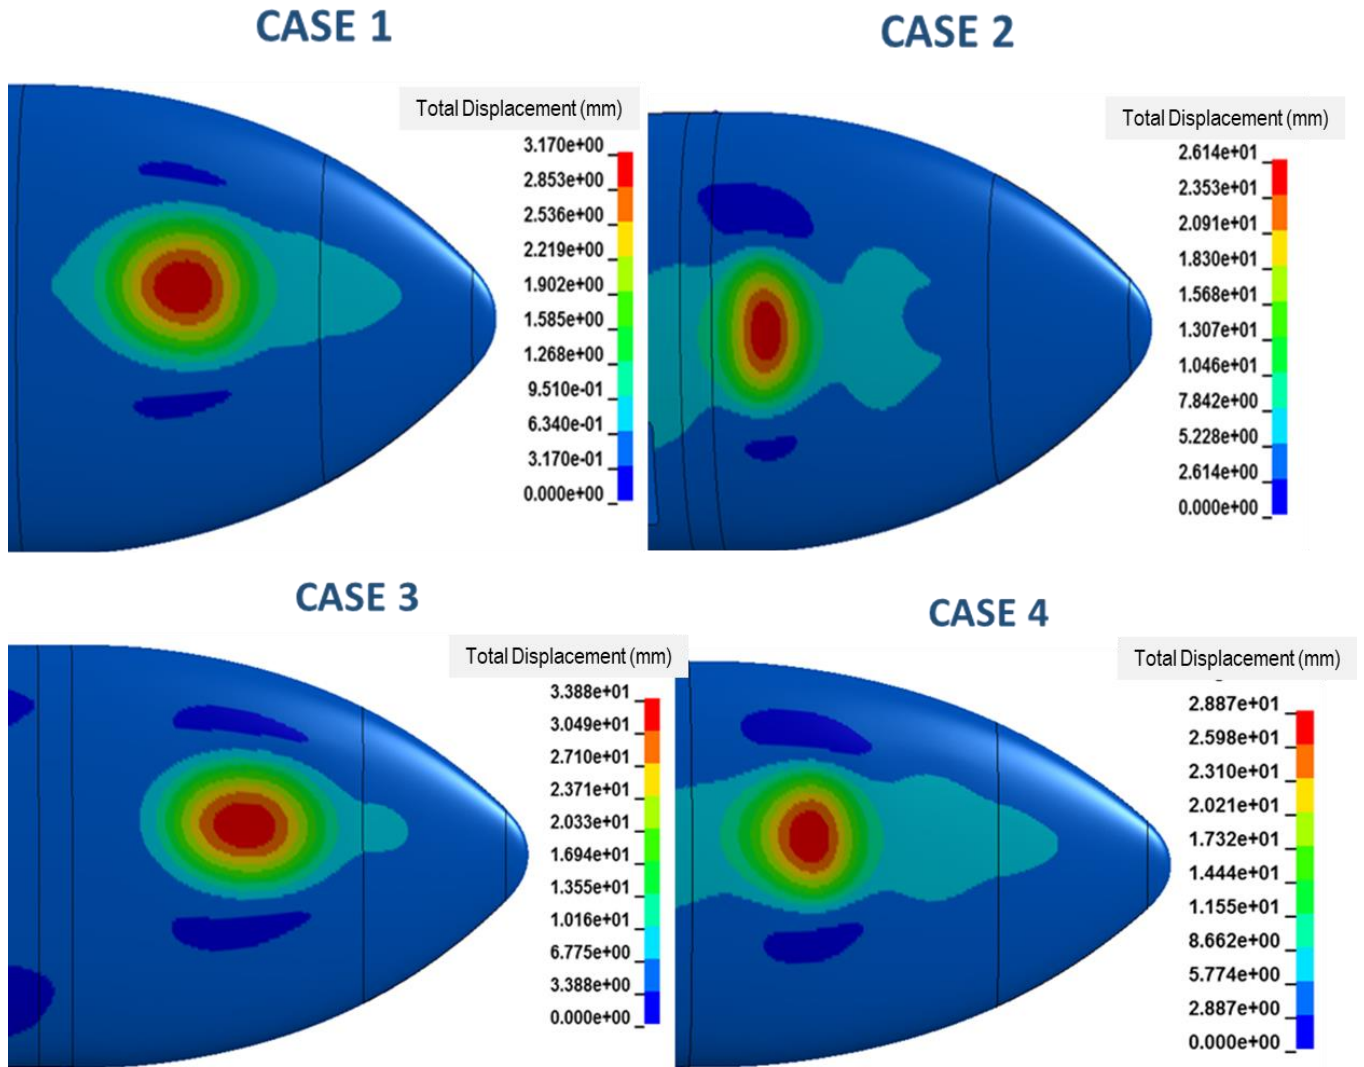 CASE 1
Total Displacement (mm)
3.170e+00
2.853e+00
2.536e+00
2.219e+00
1.902e+00
1.585e+00
1.268e+00
9.510e-01
6.340e-01
3.170e-01
0.000e+00
CASE 2
Total Displacement (mm)
2.614e+01
2.353e+01
2.091e+01
1.830e+01
1.568e+01
1.307e+01
1.046e+01
7.842e+00
5.228e+00
2.614e+00
0.000e+00
CASE 3
Total Displacement (mm)
3.388e+01
3.049e+01
2.710e+01
2.371e+01
2.033e+01
1.694e+01
1.355e+01
1.016e+01
6.775e+00
3.388e+00
0.000e+00
CASE 4
Total Displacement (mm)
2.887e+01
2.598e+01
2.310e+01
2.021e+01
1.732e+01
1.444e+01
1.155e+01
8.662e+00
5.774e+00
2.887e+00
0.000e+00